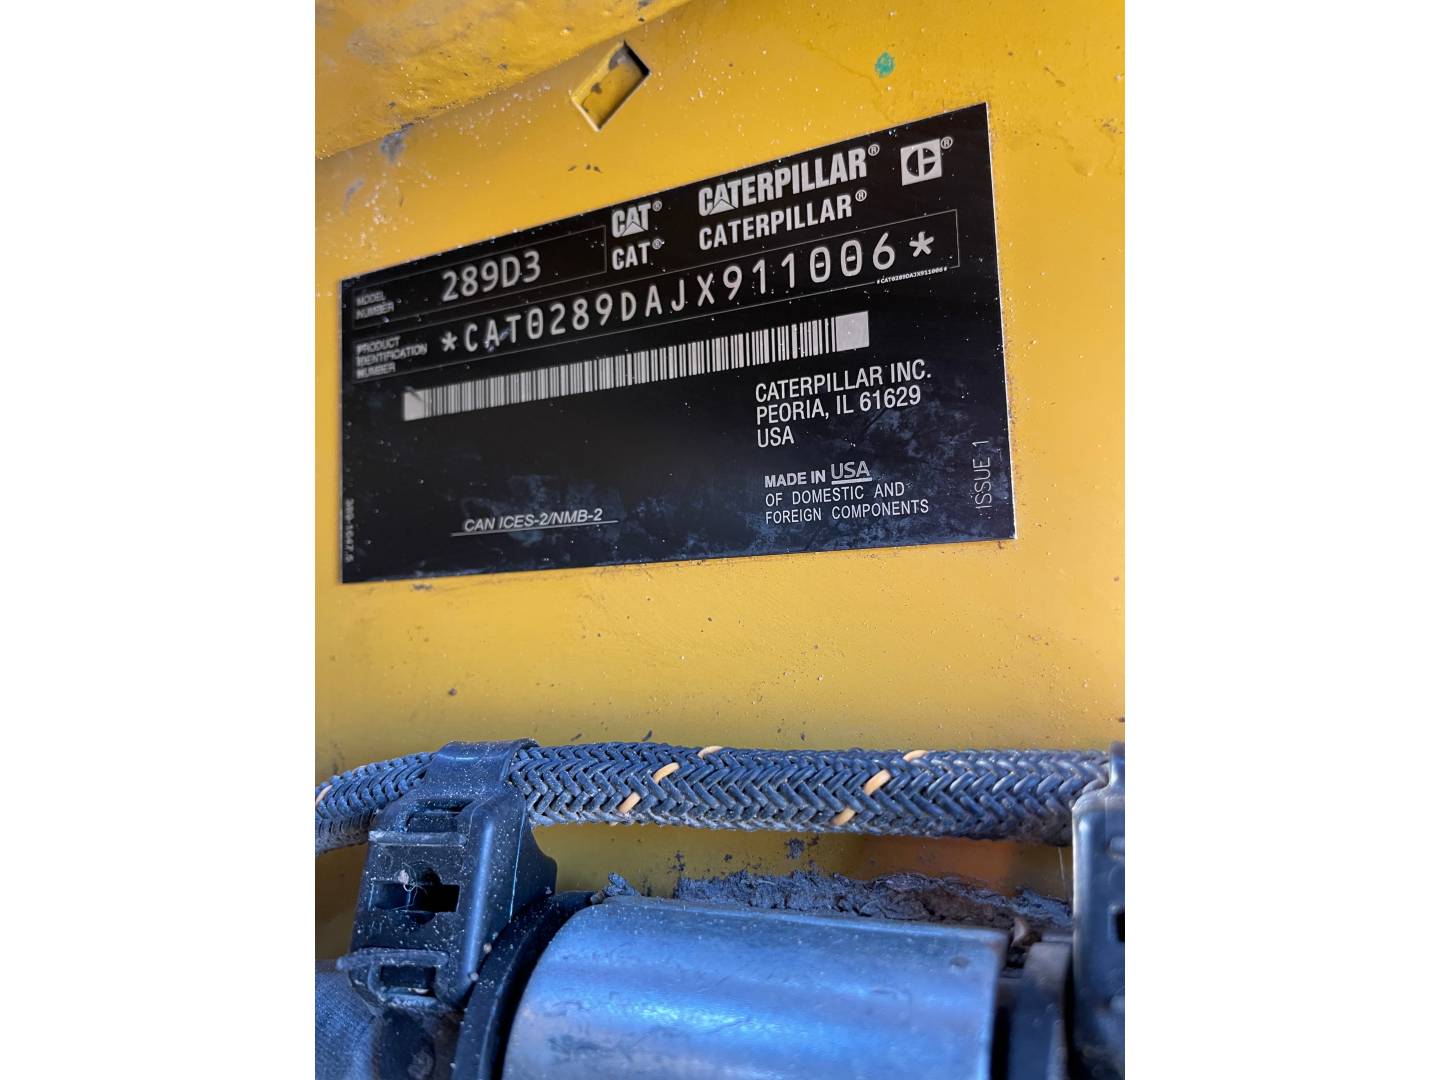 CAT® CATERPILLAR®
CAT® CATERPILLAR®
MODEL NUMBER 289D3
PRODUCT IDENTIFICATION NUMBER *CAT0289DAJX911006*
*CAT0289DAJX911006*
CATERPILLAR INC.
PEORIA, IL 61629
USA
MADE IN USA
OF DOMESTIC AND
FOREIGN COMPONENTS
CAN ICES-2/NMB-2
ISSUE 1